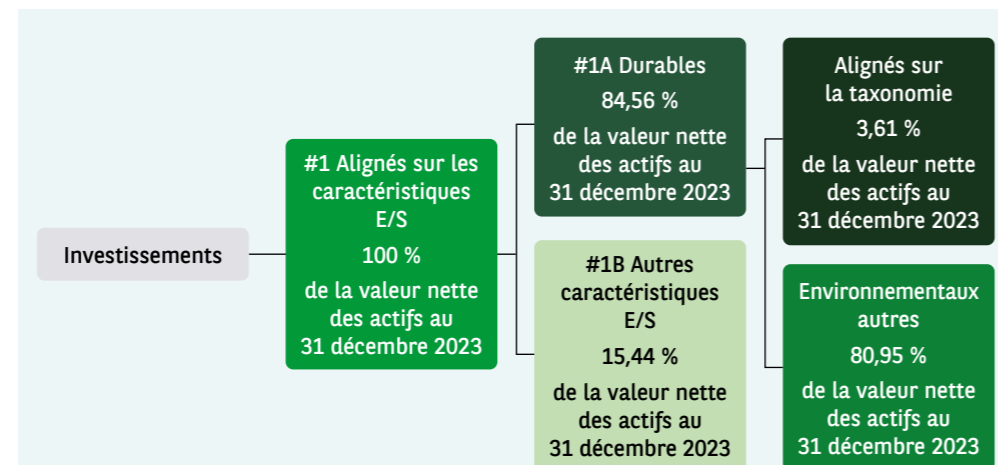 Investissements
#1 Alignés sur les
caractéristiques
E/S
100 %
de la valeur nette
des actifs au
31 décembre 2023
#1A Durables
84,56 %
de la valeur nette
des actifs au
31 décembre 2023
#1B Autres
caractéristiques
E/S
15,44 %
de la valeur nette
des actifs au
31 décembre 2023
Alignés sur
la taxonomie
3,61 %
de la valeur nette
des actifs au
31 décembre 2023
Environnementaux
autres
80,95 %
de la valeur nette
des actifs au
31 décembre 2023